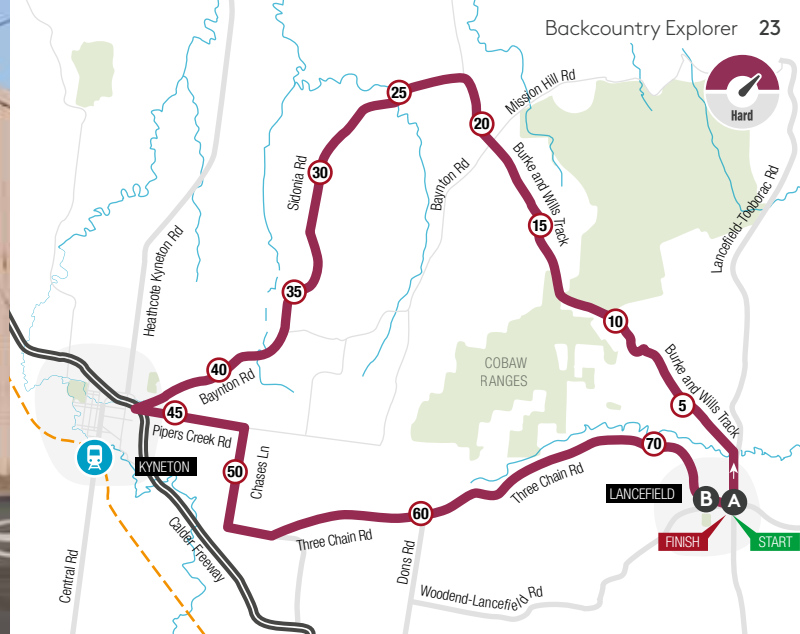 Backcountry Explorer 23
Hard
Mission Hill Rd
25
20
Burke and Wills Track
Baynton Rd
Sidonia Rd
30
15
Lancefield-Tooborac Rd
Heathcote Kyneton Rd
35
10
COBAW
RANGES
Burke and Wills Track
40
Baynton Rd
5
45
Pipers Creek Rd
70
KYNETON
50
Chases Ln
Three Chain Rd
LANCEFIELD
B
A
60
Calder Freeway
Three Chain Rd
FINISH
START
Dons Rd
Central Rd
Woodend-Lancefield Rd